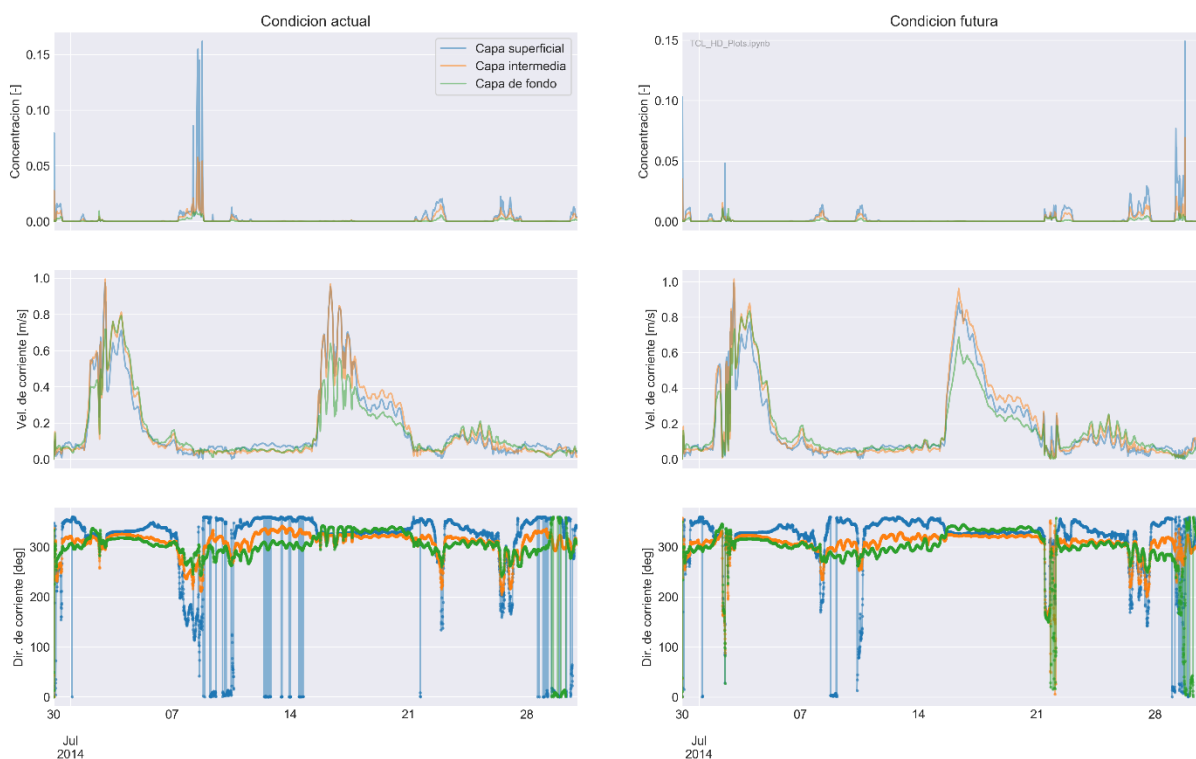 Condicion actual
Condicion futura
Concentracion [-]
0.15
0.10
0.05
0.00
Capa superficial
Capa intermedia
Capa de fondo
Concentracion [-]
0.15
0.10
0.05
0.00
TCL_HD_Plots.ipynb
Vel. de corriente [m/s]
1.0
0.8
0.6
0.4
0.2
0.0
Vel. de corriente [m/s]
1.0
0.8
0.6
0.4
0.2
0.0
Dir. de corriente [deg]
300
200
100
0
30 07 14 21 28
Jul
2014
Dir. de corriente [deg]
300
200
100
0
30 07 14 21 28
Jul
2014